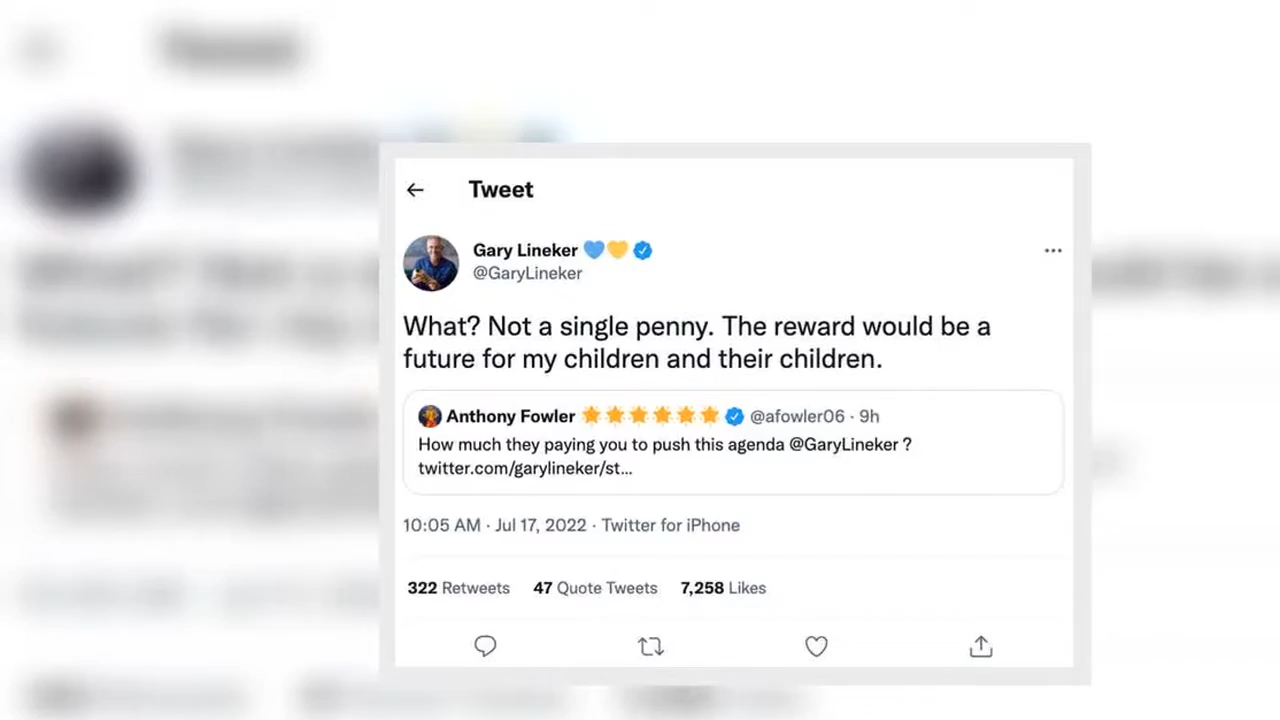 Tweet
Gary Lineker 💙💛
@GaryLineker
What? Not a single penny. The reward would be a
future for my children and their children.
Anthony Fowler ⭐⭐⭐⭐⭐⭐ @afowler06 · 9h
How much they paying you to push this agenda @GaryLineker ?
twitter.com/garylineker/st...
10:05 AM · Jul 17, 2022 · Twitter for iPhone
322 Retweets 47 Quote Tweets 7,258 Likes